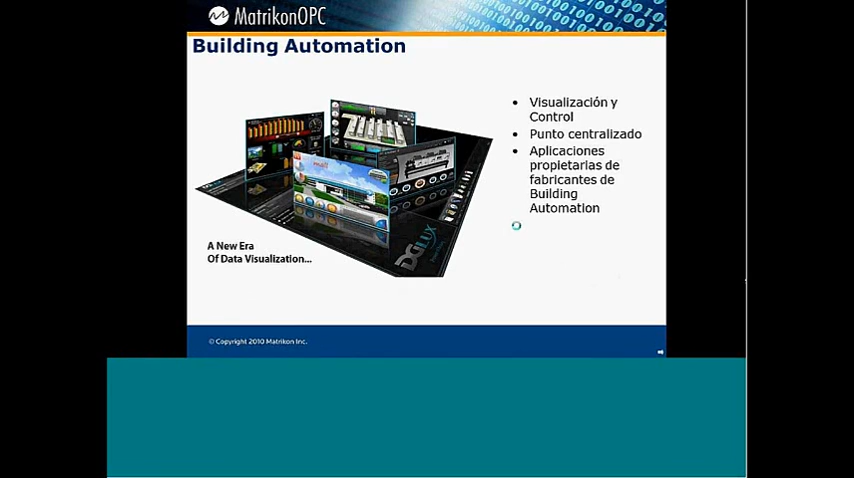 MatrikonOPC
Building Automation
• Visualización y
Control
• Punto centralizado
• Aplicaciones
propietarias de
fabricantes de
Building
Automation
DGLUX
A New Era
Of Data Visualization...
© Copyright 2010 Matrikon Inc.